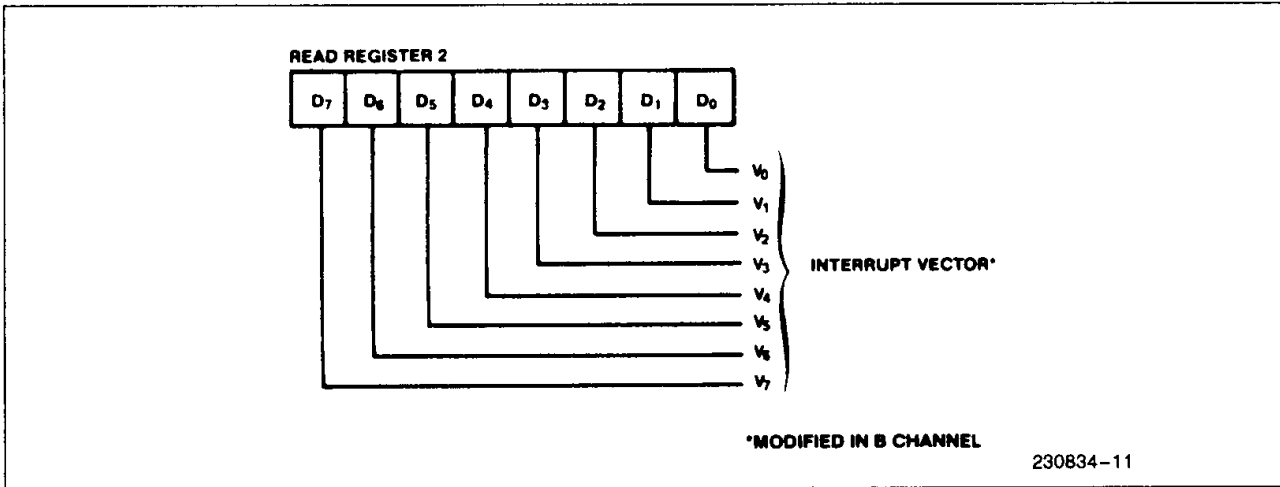 READ REGISTER 2
D7 D6 D5 D4 D3 D2 D1 D0
V0
V1
V2
V3
INTERRUPT VECTOR*
V4
V5
V6
V7
*MODIFIED IN B CHANNEL
230834-11